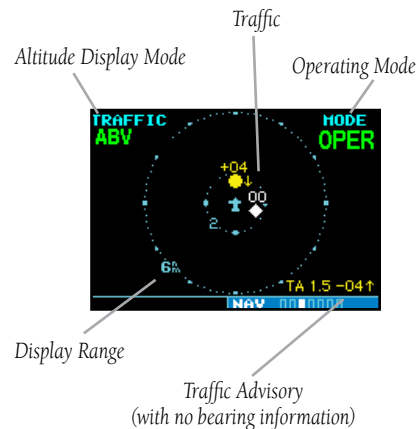 Traffic
Altitude Display Mode
Operating Mode
TRAFFIC
ABV
MODE
OPER
+04
↓
00
2
6nm
TA 1.5 -04↑
NAV
Display Range
Traffic Advisory
(with no bearing information)